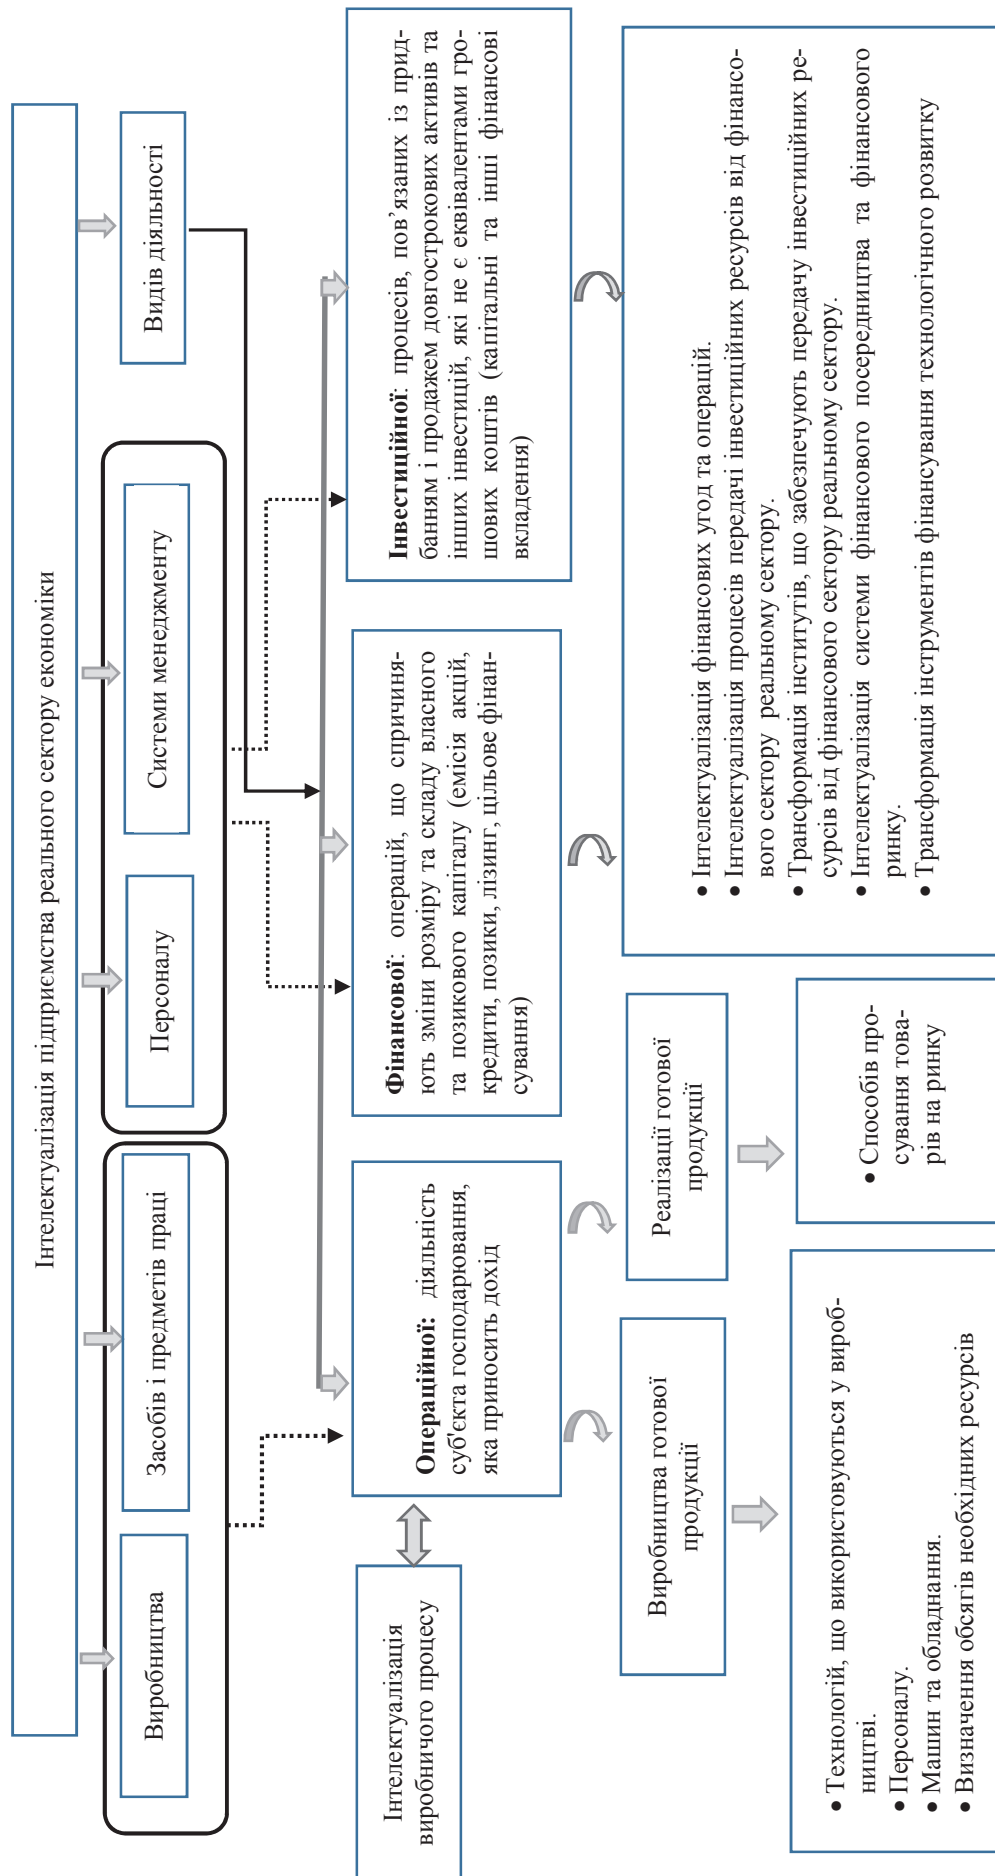 Інтелектуалізація підприємства реального сектору економіки
Виробництва
Засобів і предметів праці
Персоналу
Системи менеджменту
Видів діяльності
Інтелектуалізація
виробничого процесу
Операційної: діяльність
суб'єкта господарювання,
яка приносить дохід
Фінансової: операцій, що спричиня-
ють зміни розміру та складу власного
та позикового капіталу (емісія акцій,
кредити, позики, лізинг, цільове фінан-
сування)
Інвестиційної: процесів, пов’язаних із прид-
банням і продажем довгострокових активів та
інших інвестицій, які не є еквівалентами гро-
шових коштів (капітальні та інші фінансові
вкладення)
Виробництва готової
продукції
Реалізації готової
продукції
• Технологій, що використовуються у вироб-
ництві.
• Персоналу.
• Машин та обладнання.
• Визначення обсягів необхідних ресурсів
• Способів про-
сування това-
рів на ринку
• Інтелектуалізація фінансових угод та операцій.
• Інтелектуалізація процесів передачі інвестиційних ресурсів від фінансо-
вого сектору реальному сектору.
• Трансформація інститутів, що забезпечують передачу інвестиційних ре-
сурсів від фінансового сектору реальному сектору.
• Інтелектуалізація системи фінансового посередництва та фінансового
ринку.
• Трансформація інструментів фінансування технологічного розвитку